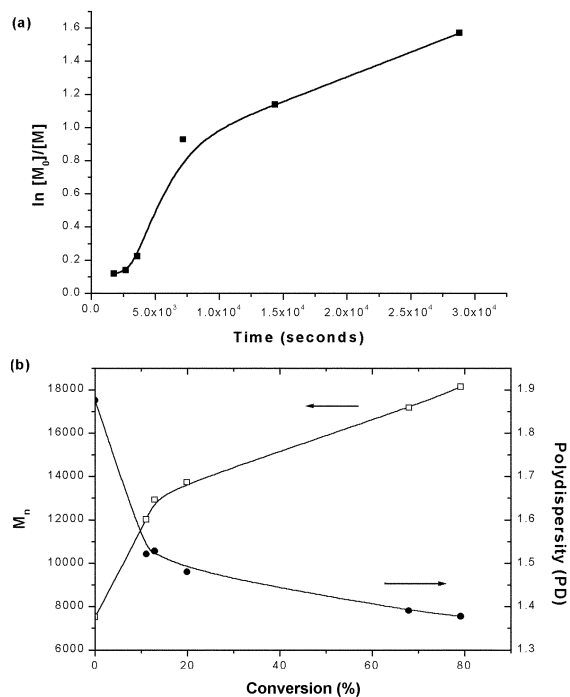 (a)
1.6
1.4
1.2
1.0
0.8
0.6
0.4
0.2
0.0
ln [M₀]/[M]
0.0 5.0x10³ 1.0x10⁴ 1.5x10⁴ 2.0x10⁴ 2.5x10⁴ 3.0x10⁴
Time (seconds)
(b)
18000
16000
14000
12000
10000
8000
6000
Mₙ
1.9
1.8
1.7
1.6
1.5
1.4
1.3
Polydispersity (PD)
0 20 40 60 80
Conversion (%)